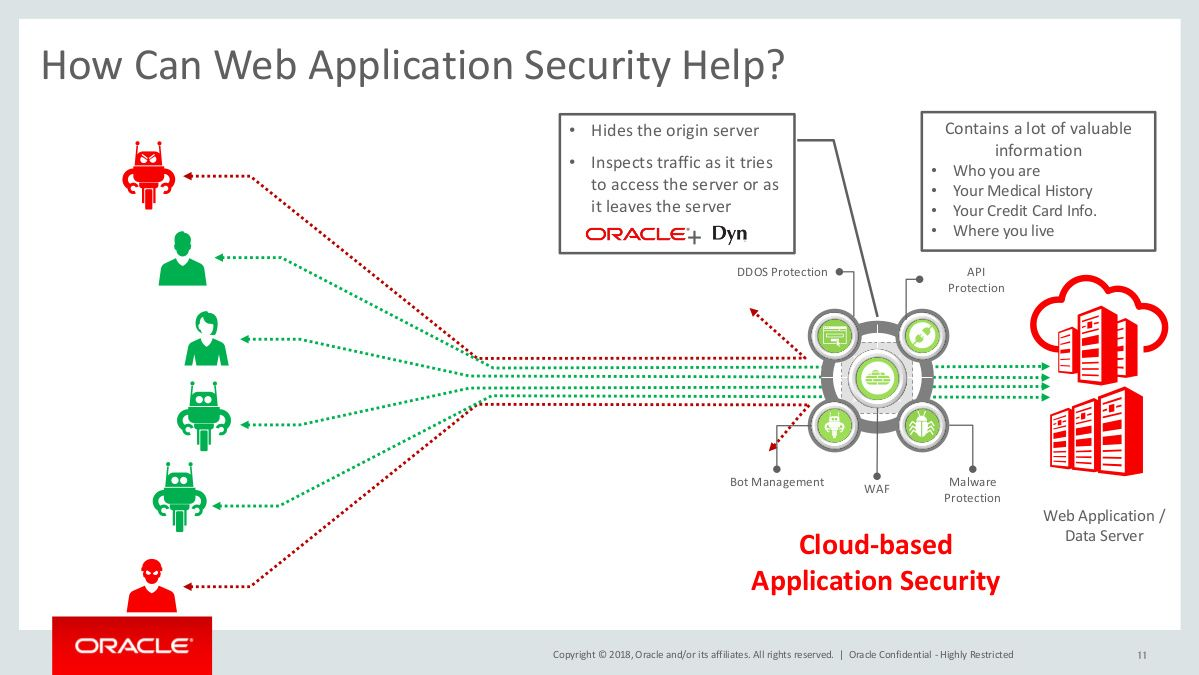 How Can Web Application Security Help?
• Hides the origin server
• Inspects traffic as it tries
to access the server or as
it leaves the server
ORACLE® + Dyn
Contains a lot of valuable
information
• Who you are
• Your Medical History
• Your Credit Card Info.
• Where you live
DDOS Protection
API
Protection
Bot Management
WAF
Malware
Protection
Web Application /
Data Server
Cloud-based
Application Security
ORACLE®
Copyright © 2018, Oracle and/or its affiliates. All rights reserved. | Oracle Confidential - Highly Restricted
11